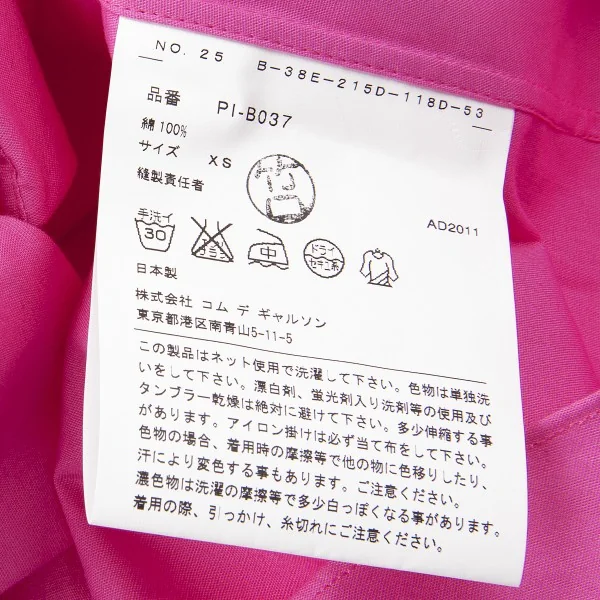 NO. 25 B-38E-215D-118D-53
品番 PI-B037
綿 100%
サイズ XS
縫製責任者
AD2011
手洗イ
30
中
ドライ
セキユ系
日本製
株式会社 コム デ ギャルソン
東京都港区南青山5-11-5
この製品はネット使用で洗濯して下さい。色物は単独洗
いをして下さい。漂白剤、蛍光剤入り洗剤等の使用及び
タンブラー乾燥は絶対に避けて下さい。多少伸縮する事
があります。アイロン掛けは必ず当て布をして下さい。
色物の場合、着用時の摩擦等で他の物に色移りしたり、
汗により変色する事もあります。ご注意ください。
濃色物は洗濯の摩擦等で多少白っぽくなる事があります。
着用の際、引っかけ、糸切れにご注意ください。